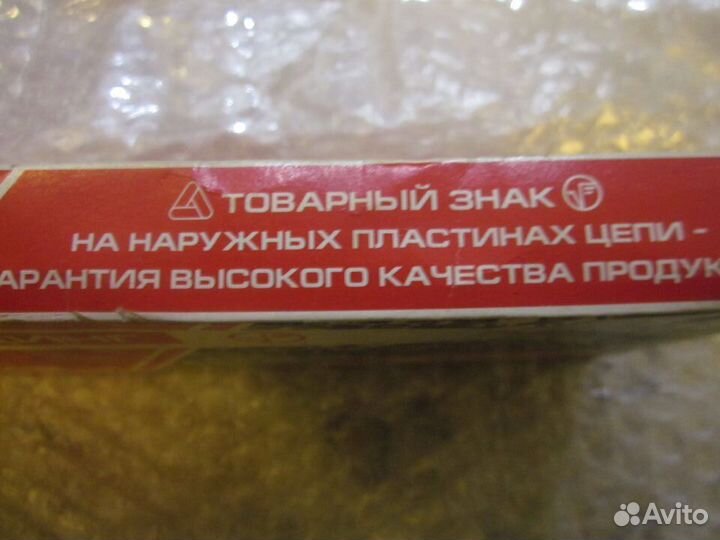 ТОВАРНЫЙ ЗНАК
НА НАРУЖНЫХ ПЛАСТИНАХ ЦЕПИ -
АРАНТИЯ ВЫСОКОГО КАЧЕСТВА ПРОДУК
Avito